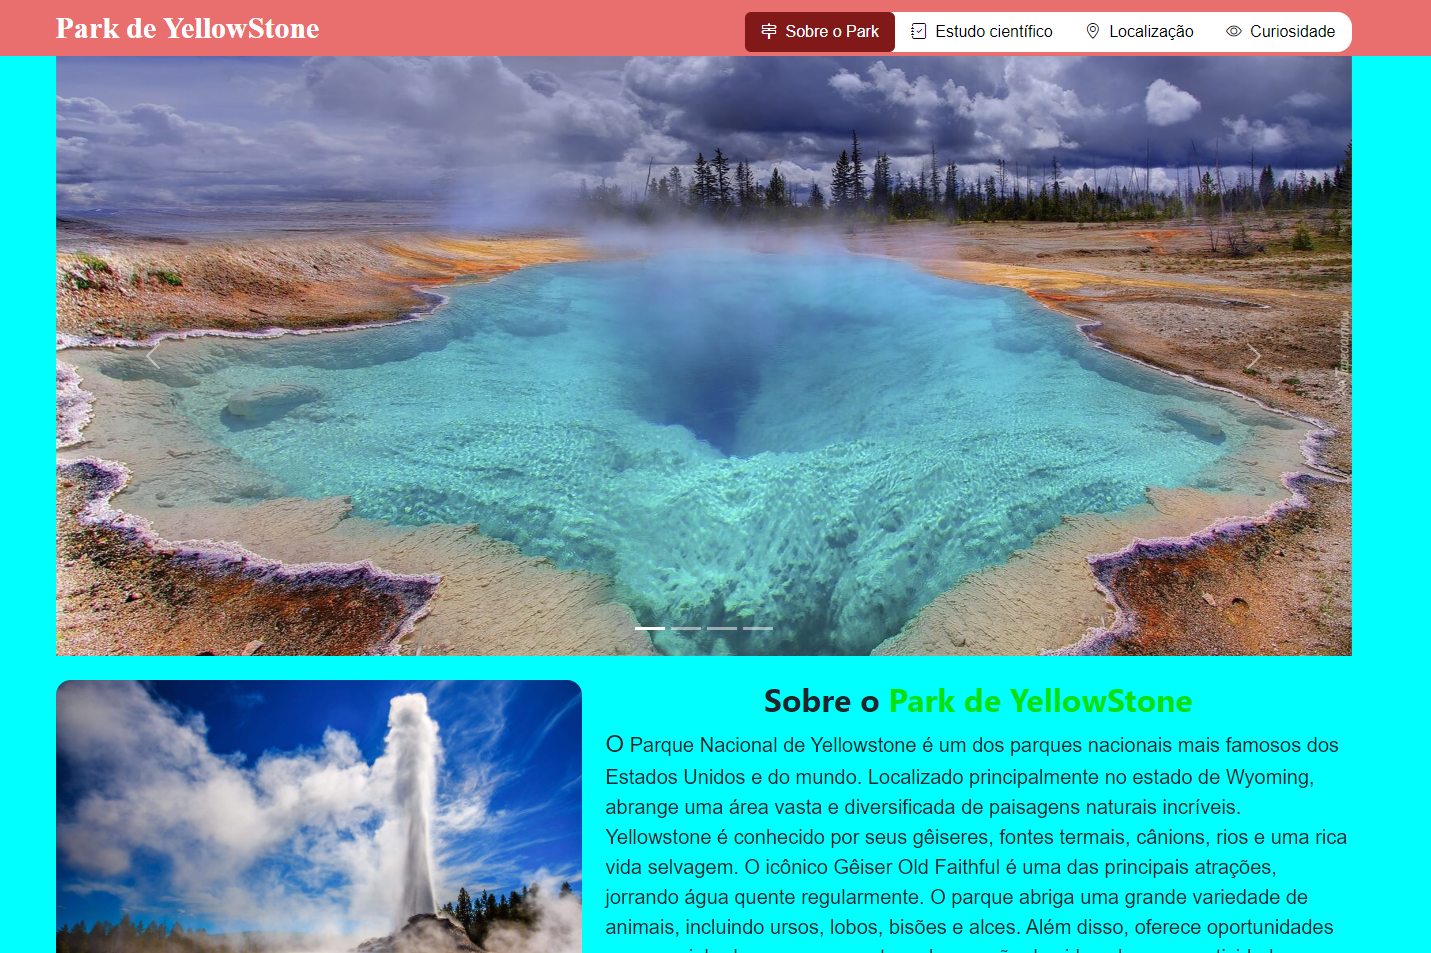 Park de YellowStone
Sobre o Park
Estudo científico
Localização
Curiosidade
Sobre o Park de YellowStone
O Parque Nacional de Yellowstone é um dos parques nacionais mais famosos dos
Estados Unidos e do mundo. Localizado principalmente no estado de Wyoming,
abrange uma área vasta e diversificada de paisagens naturais incríveis.
Yellowstone é conhecido por seus gêiseres, fontes termais, cânions, rios e uma rica
vida selvagem. O icônico Gêiser Old Faithful é uma das principais atrações,
jorrando água quente regularmente. O parque abriga uma grande variedade de
animais, incluindo ursos, lobos, bisões e alces. Além disso, oferece oportunidades